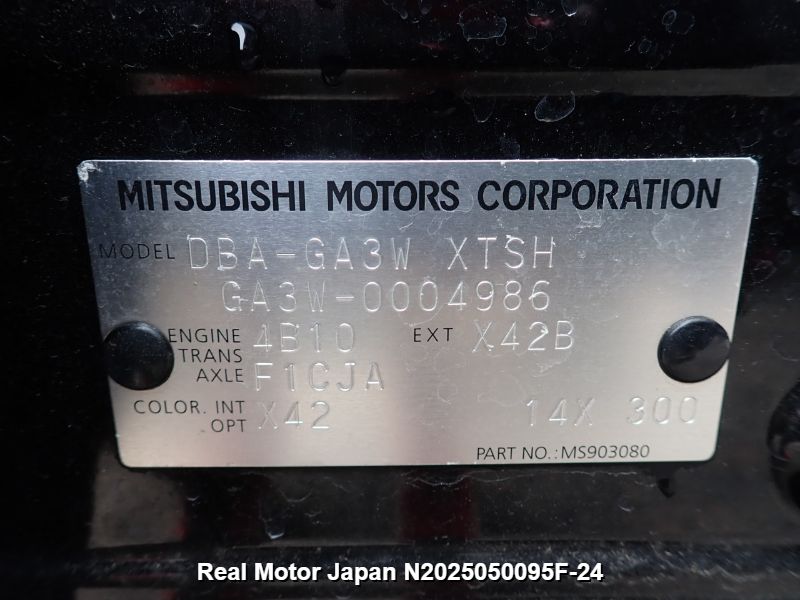 MITSUBISHI MOTORS CORPORATION
MODEL DBA-GA3W XTSH
GA3W-0004986
ENGINE 4B10 EXT X42B
TRANS
AXLE F1CJA
COLOR. INT X42 14X 300
OPT
PART NO.:MS903080
Real Motor Japan N2025050095F-24